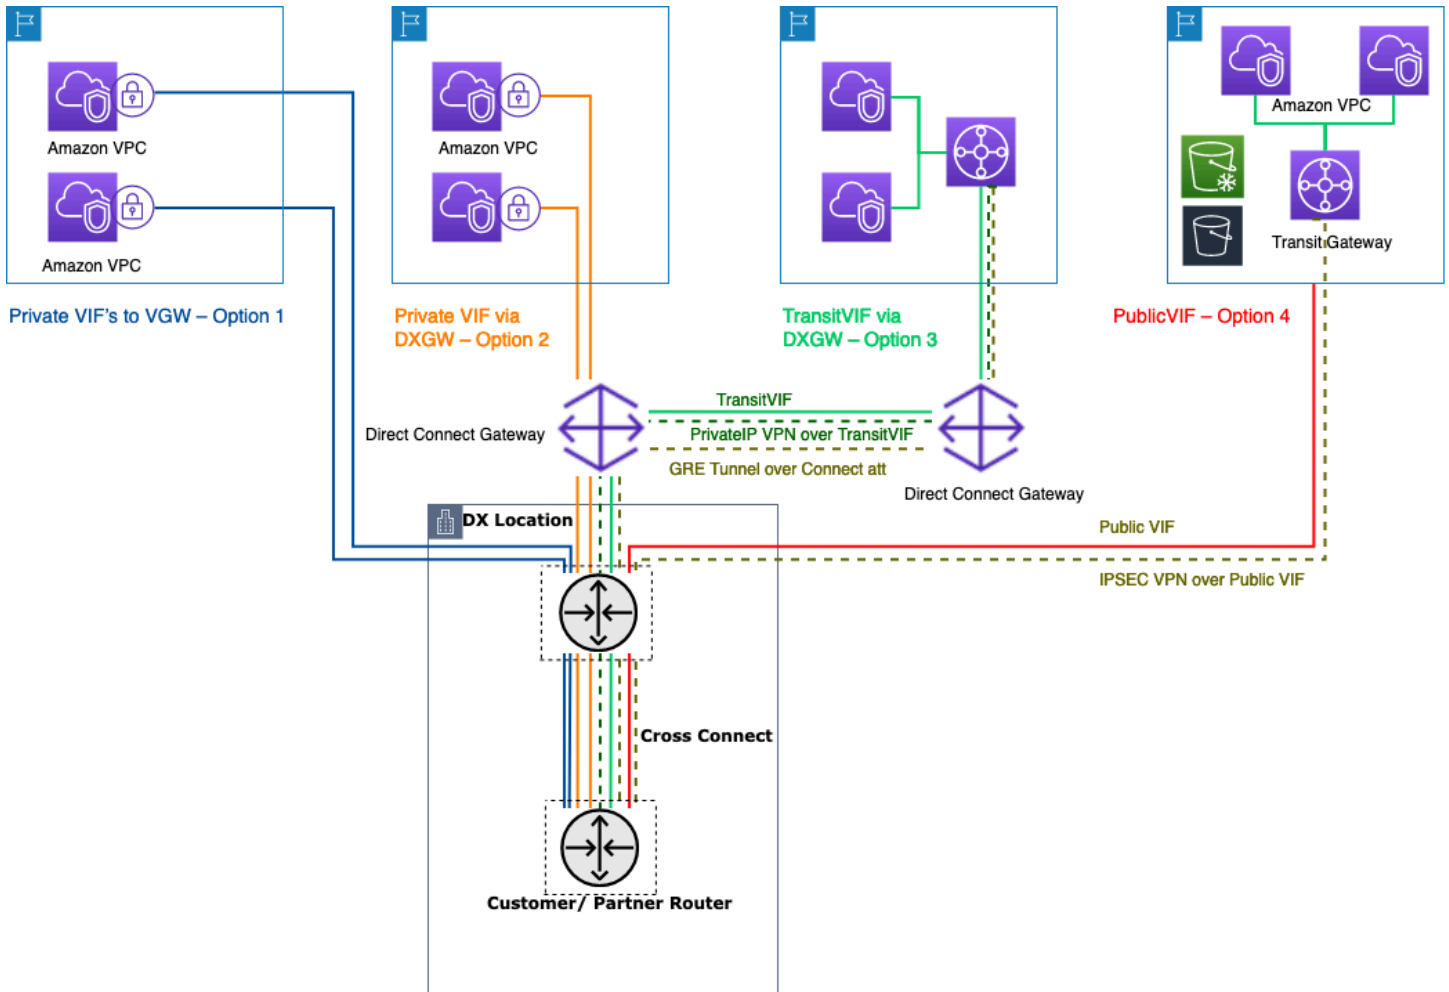 Amazon VPC
Amazon VPC
Private VIF's to VGW – Option 1
Amazon VPC
Private VIF via
DXGW – Option 2
TransitVIF via
DXGW – Option 3
Amazon VPC
Transit Gateway
PublicVIF – Option 4
Direct Connect Gateway
TransitVIF
PrivateIP VPN over TransitVIF
GRE Tunnel over Connect att
Direct Connect Gateway
DX Location
Public VIF
IPSEC VPN over Public VIF
Cross Connect
Customer/ Partner Router